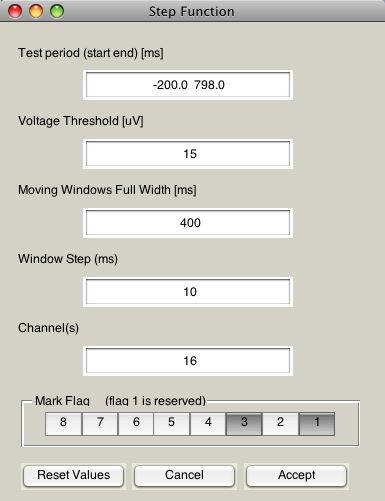 Step Function
Test period (start end) [ms]
-200.0 798.0
Voltage Threshold [uV]
15
Moving Windows Full Width [ms]
400
Window Step (ms)
10
Channel(s)
16
Mark Flag (flag 1 is reserved)
8 7 6 5 4 3 2 1
Reset Values Cancel Accept